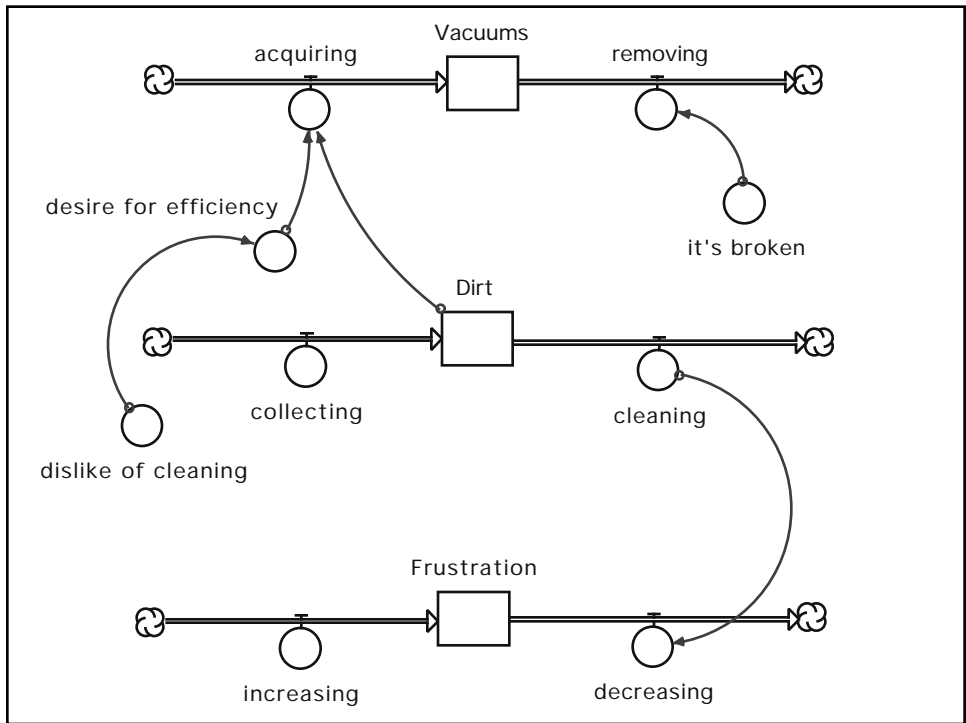 Vacuums
acquiring
removing
desire for efficiency
it's broken
Dirt
collecting
cleaning
dislike of cleaning
Frustration
increasing
decreasing